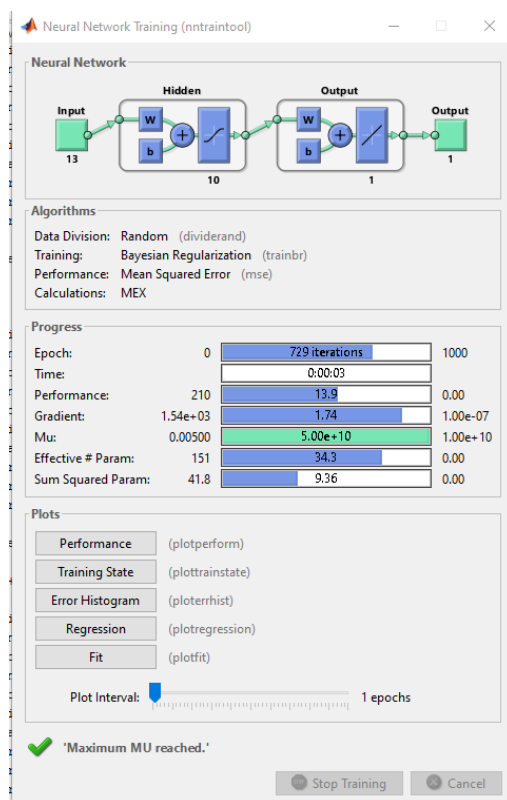 Neural Network Training (nntraintool)
Neural Network
Hidden Output
Input Output
W W
b b
13 1
10 1
Algorithms
Data Division: Random (dividerand)
Training: Bayesian Regularization (trainbr)
Performance: Mean Squared Error (mse)
Calculations: MEX
Progress
Epoch: 0 729 iterations 1000
Time: 0:00:03
Performance: 210 13.9 0.00
Gradient: 1.54e+03 1.74 1.00e-07
Mu: 0.00500 5.00e+10 1.00e+10
Effective # Param: 151 34.3 0.00
Sum Squared Param: 41.8 9.36 0.00
Plots
Performance (plotperform)
Training State (plottrainstate)
Error Histogram (ploterrhist)
Regression (plotregression)
Fit (plotfit)
Plot Interval: 1 epochs
'Maximum MU reached.'
Stop Training Cancel